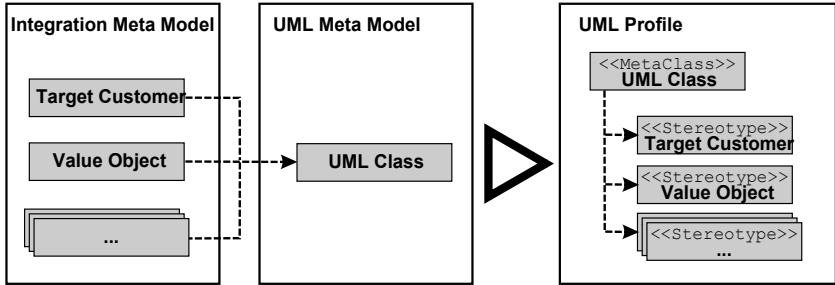 Integration Meta Model
Target Customer
Value Object
...
UML Meta Model
UML Class
UML Profile
<<MetaClass>>
UML Class
<<Stereotype>>
Target Customer
<<Stereotype>>
Value Object
<<Stereotype>>
...